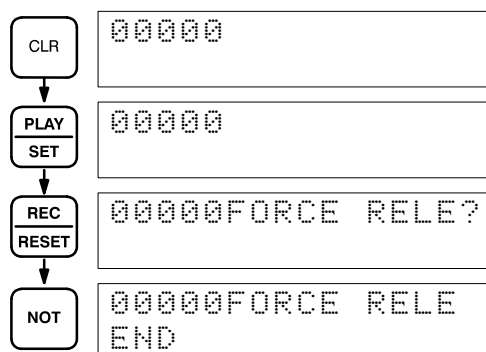 CLR
00000
PLAY
SET
00000
REC
RESET
00000FORCE RELE?
NOT
00000FORCE RELE
END